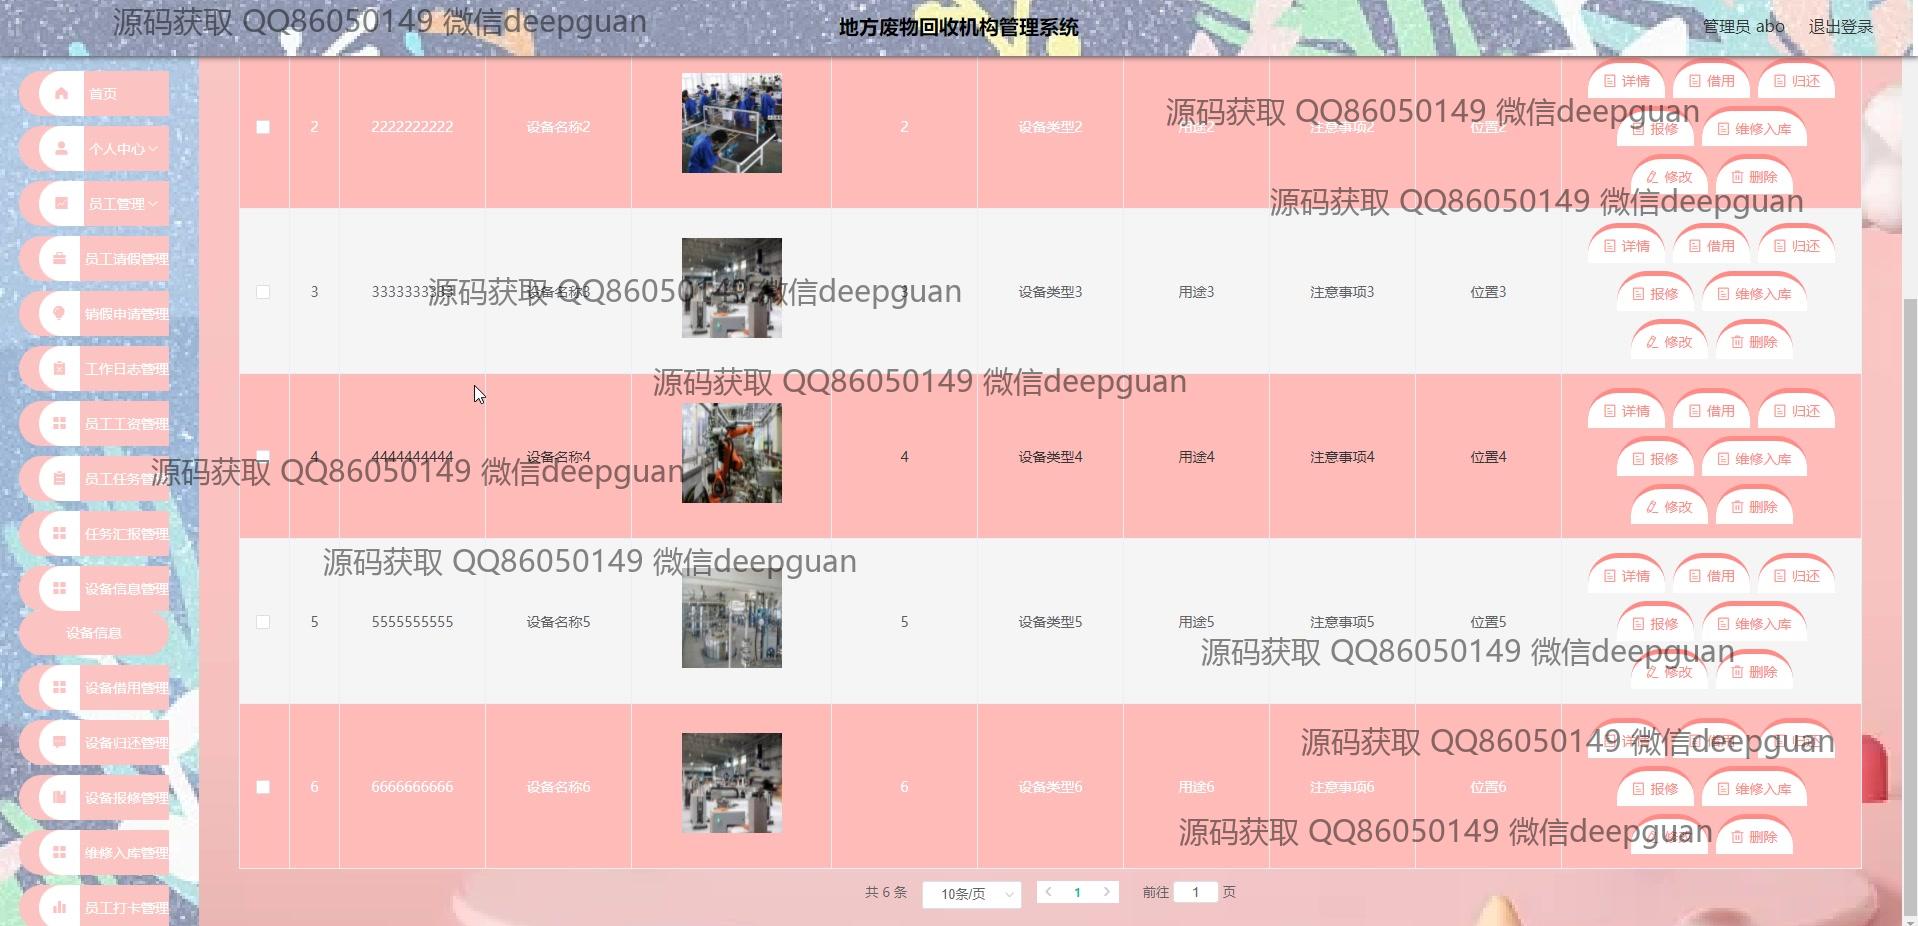 源码获取 QQ86050149 微信deepguan
地方废物回收机构管理系统
管理员 abo
退出登录
首页
个人中心
员工管理
员工请假管理
销假申请管理
工作日志管理
员工工资管理
员工任务管理
任务汇报管理
设备信息管理
设备信息
设备借用管理
设备归还管理
设备报修管理
维修入库管理
员工打卡管理
2 2222222222 设备名称2 2 设备类型2 用途2 注意事项2 位置2
详情 借用 归还
源码获取 QQ86050149 微信deepguan
报修 维修入库
修改 删除
源码获取 QQ86050149 微信deepguan
3 3333333333 设备名称3 3 设备类型3 用途3 注意事项3 位置3
详情 借用 归还
源码获取 QQ86050149 微信deepguan
报修 维修入库
修改 删除
源码获取 QQ86050149 微信deepguan
4 4444444444 设备名称4 4 设备类型4 用途4 注意事项4 位置4
详情 借用 归还
报修 维修入库
源码获取 QQ86050149 微信deepguan
修改 删除
源码获取 QQ86050149 微信deepguan
5 5555555555 设备名称5 5 设备类型5 用途5 注意事项5 位置5
详情 借用 归还
报修 维修入库
源码获取 QQ86050149 微信deepguan
修改 删除
6 6666666666 设备名称6 6 设备类型6 用途6 注意事项6 位置6
详情 借用 归还
源码获取 QQ86050149 微信deepguan
报修 维修入库
修改 删除
源码获取 QQ86050149 微信deepguan
共 6 条 10条/页 1 前往 1 页